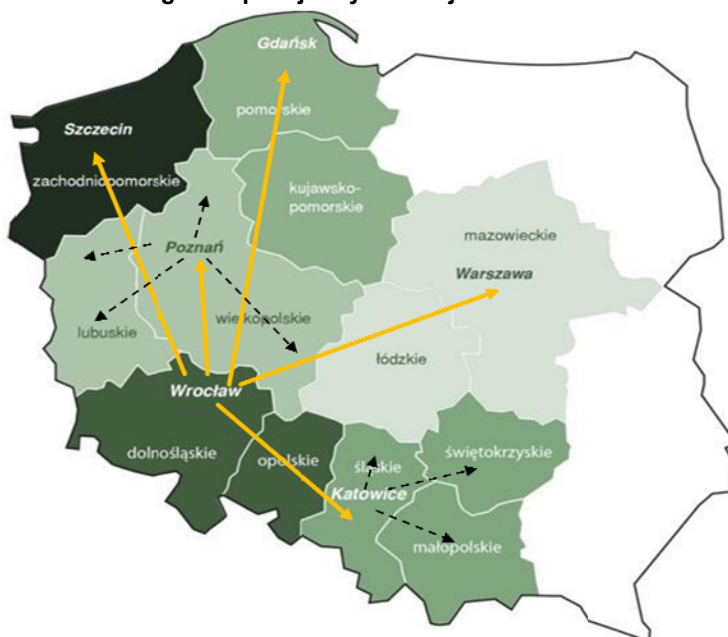 Gdańsk
pomorskie
Szczecin
zachodniopomorskie
kujawsko-
pomorskie
mazowieckie
Poznań
Warszawa
lubuskie
wielkopolskie
łódzkie
Wrocław
dolnośląskie
opolskie
śląskie
świętokrzyskie
Katowice
małopolskie